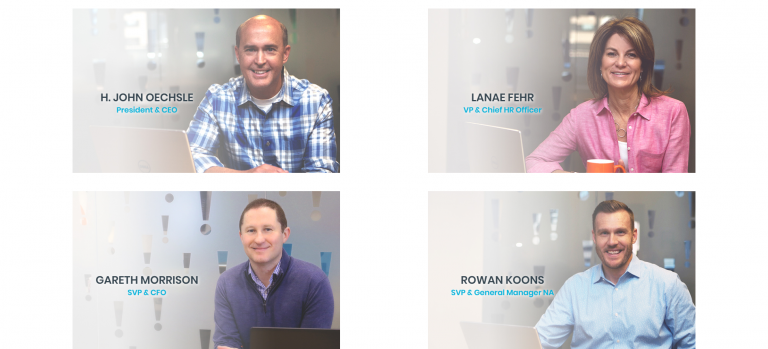 H. JOHN OECHSLE
President & CEO
LANAE FEHR
VP & Chief HR Officer
GARETH MORRISON
SVP & CFO
ROWAN KOONS
SVP & General Manager NA